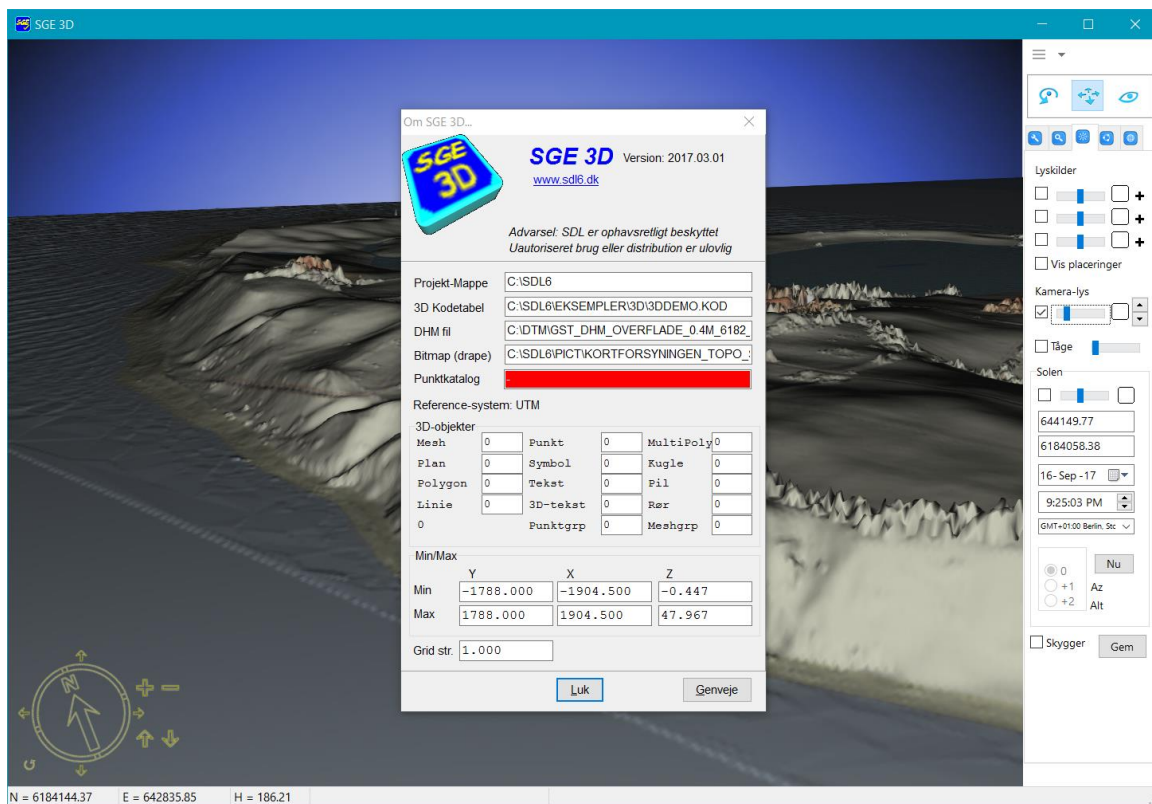 SGE 3D
Om SGE 3D...
SGE
3D
SGE 3D Version: 2017.03.01
www.sdl6.dk
Advarsel: SDL er ophavsretligt beskyttet
Uautoriseret brug eller distribution er ulovlig
Projekt-Mappe C:\SDL6
3D Kodetabel C:\SDL6\EKSEMPLER\3D\3DDEMO.KOD
DHM fil C:\DTM\GST_DHM_OVERFLADE_0.4M_6182_
Bitmap (drape) C:\SDL6\PICT\KORTFORSYNINGEN_TOPO_
Punktkatalog -
Reference-system: UTM
3D-objekter
Mesh 0 Punkt 0 MultiPoly 0
Plan 0 Symbol 0 Kugle 0
Polygon 0 Tekst 0 Pil 0
Linie 0 3D-tekst 0 Rør 0
0 Punktgrp 0 Meshgrp 0
Min/Max
Y X Z
Min -1788.000 -1904.500 -0.447
Max 1788.000 1904.500 47.967
Grid str. 1.000
Luk Genveje
Lyskilder
Vis placeringer
Kamera-lys
Tåge
Solen
644149.77
6184058.38
16-Sep-17
9:25:03 PM
GMT+01:00 Berlin, Stc
0 Nu
+1 Az
+2 Alt
Skygger Gem
N
N = 6184144.37 E = 642835.85 H = 186.21